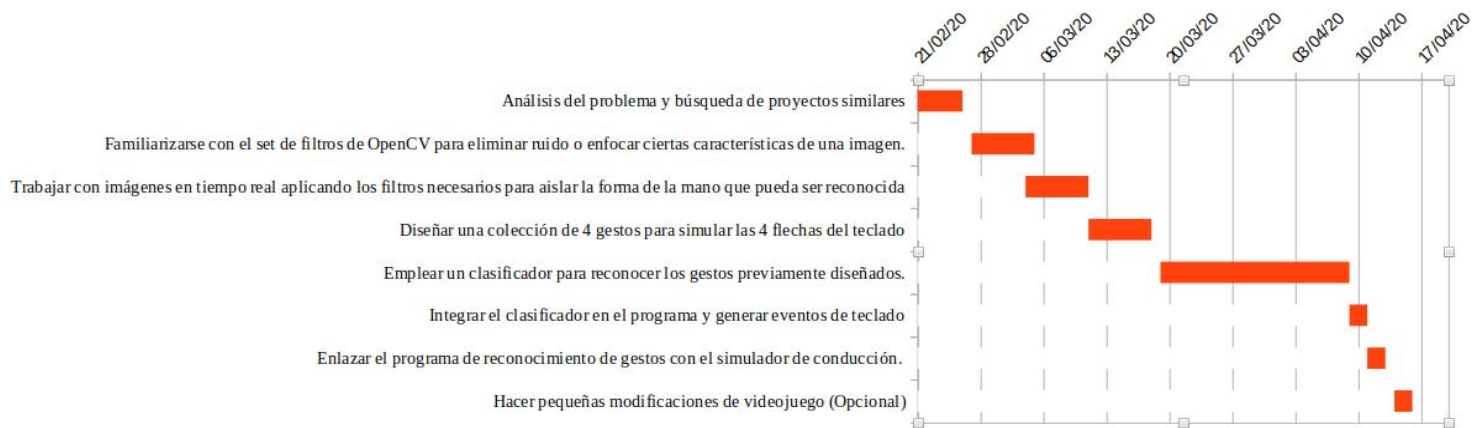 21/02/20
28/02/20
06/03/20
13/03/20
20/03/20
27/03/20
03/04/20
10/04/20
17/04/20
Análisis del problema y búsqueda de proyectos similares
Familiarizarse con el set de filtros de OpenCV para eliminar ruido o enfocar ciertas características de una imagen.
Trabajar con imágenes en tiempo real aplicando los filtros necesarios para aislar la forma de la mano que pueda ser reconocida
Diseñar una colección de 4 gestos para simular las 4 flechas del teclado
Emplear un clasificador para reconocer los gestos previamente diseñados.
Integrar el clasificador en el programa y generar eventos de teclado
Enlazar el programa de reconocimiento de gestos con el simulador de conducción.
Hacer pequeñas modificaciones de videojuego (Opcional)